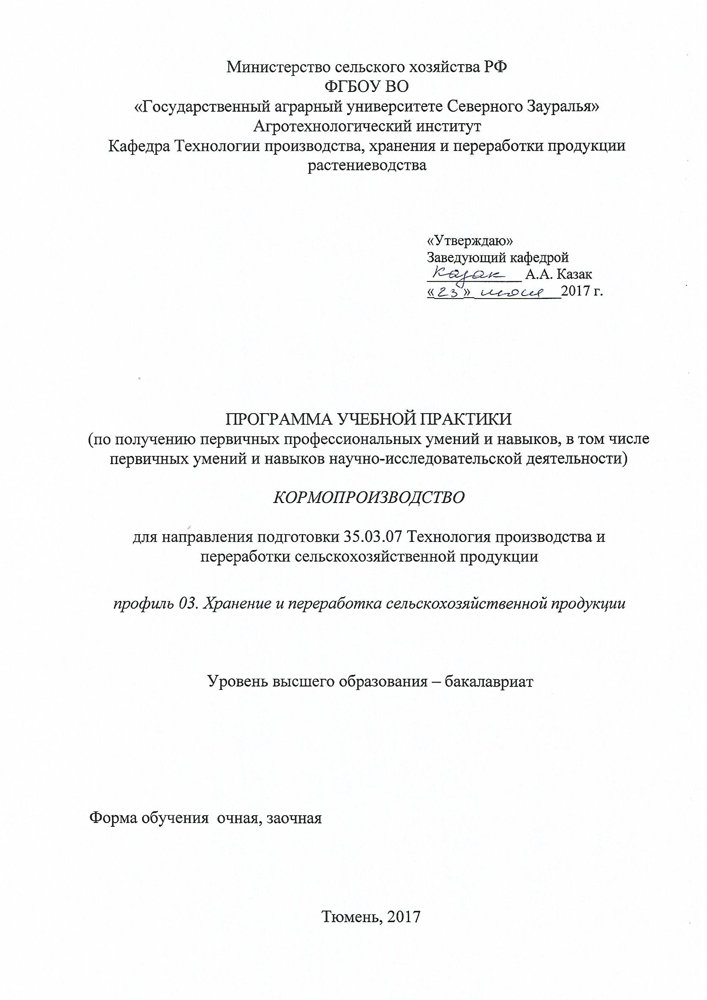 Министерство сельского хозяйства РФ
ФГБОУ ВО
«Государственный аграрный университете Северного Зауралья»
Агротехнологический институт
Кафедра Технологии производства, хранения и переработки продукции
растениеводства
«Утверждаю»
Заведующий кафедрой
Казак А.А. Казак
«23» июня 2017 г.
ПРОГРАММА УЧЕБНОЙ ПРАКТИКИ
(по получению первичных профессиональных умений и навыков, в том числе
первичных умений и навыков научно-исследовательской деятельности)
КОРМОПРОИЗВОДСТВО
для направления подготовки 35.03.07 Технология производства и
переработки сельскохозяйственной продукции
профиль 03. Хранение и переработка сельскохозяйственной продукции
Уровень высшего образования – бакалавриат
Форма обучения очная, заочная
Тюмень, 2017